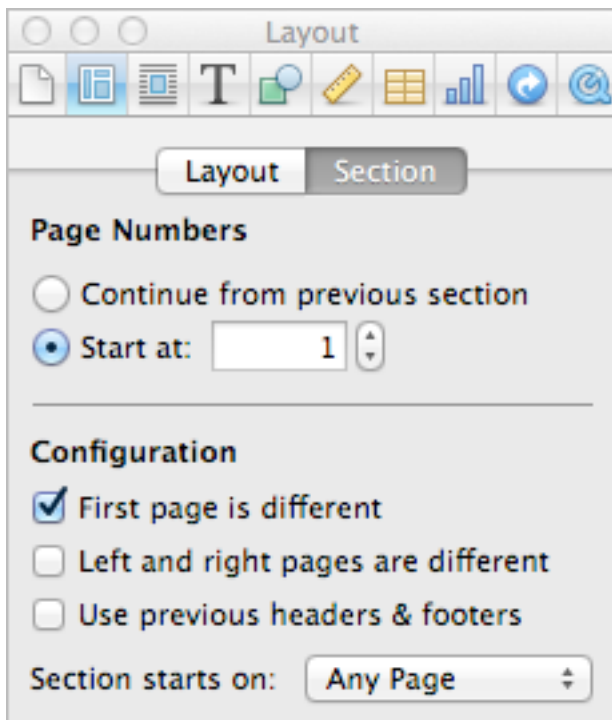 Layout
T
Layout Section
Page Numbers
Continue from previous section
Start at: 1
Configuration
First page is different
Left and right pages are different
Use previous headers & footers
Section starts on: Any Page